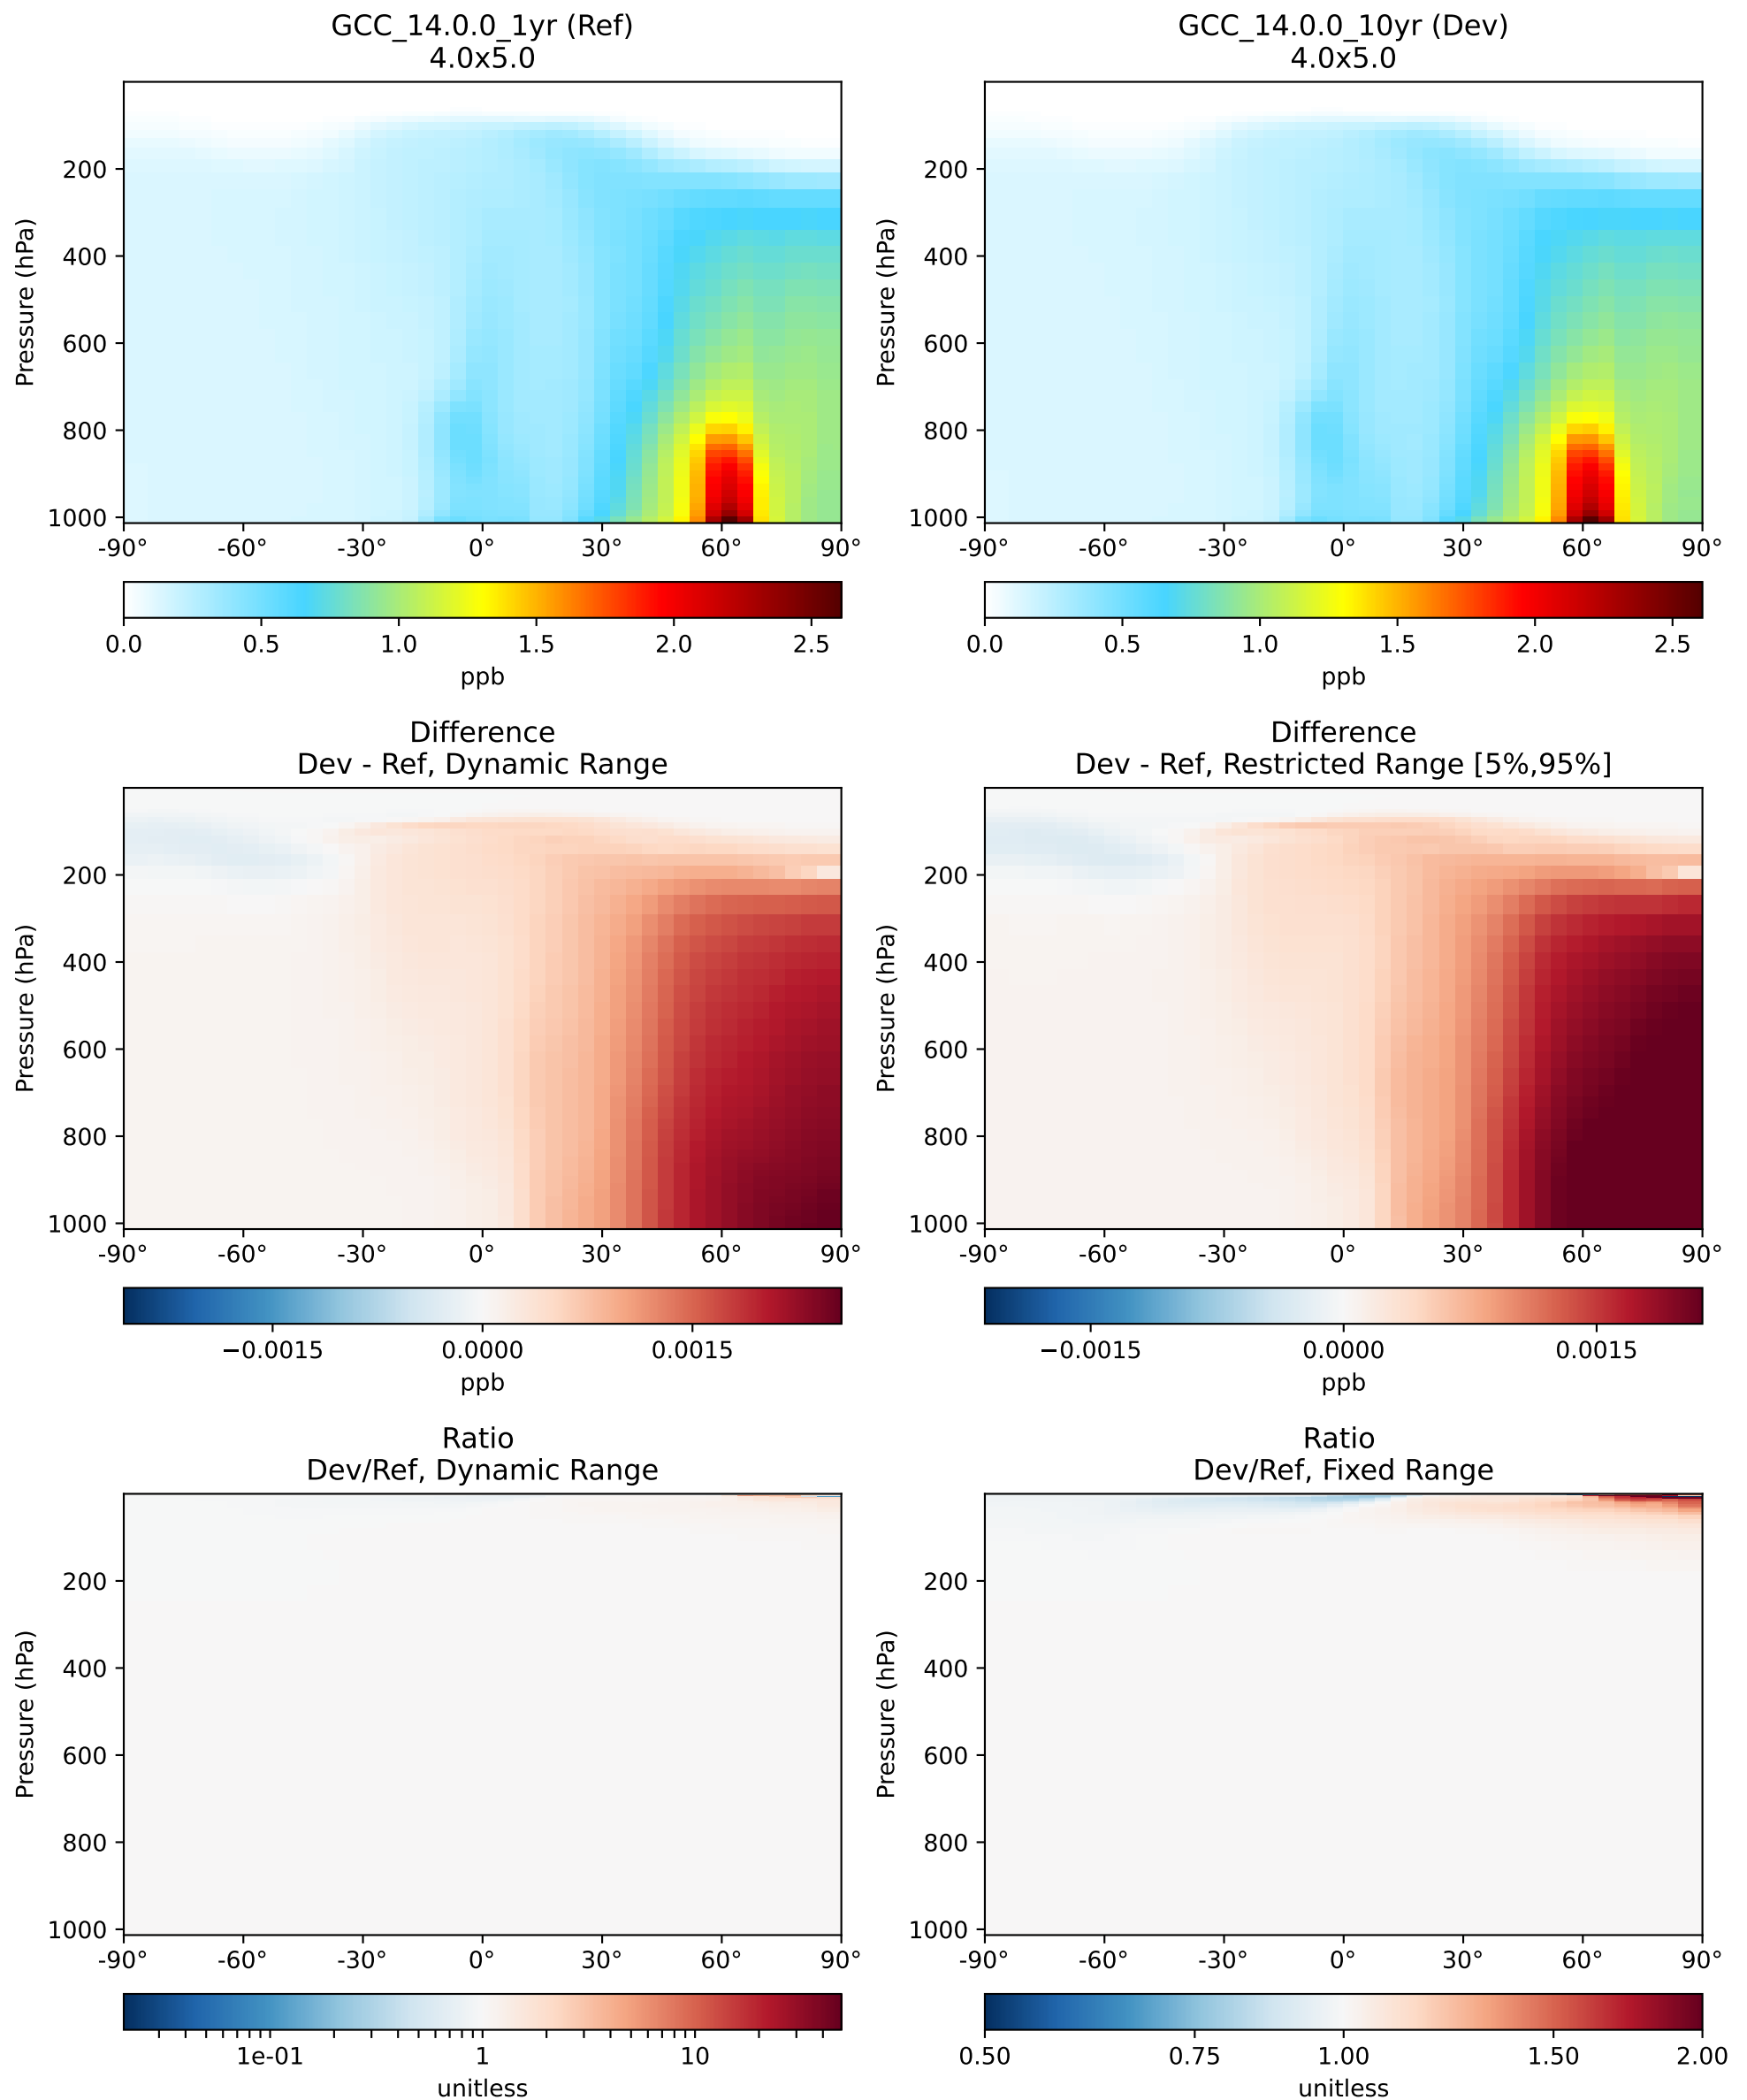 GCC_14.0.0_1yr (Ref)
4.0x5.0
Pressure (hPa)
200
400
600
800
1000
-90° -60° -30° 0° 30° 60° 90°
0.0 0.5 1.0 1.5 2.0 2.5
ppb
GCC_14.0.0_10yr (Dev)
4.0x5.0
Pressure (hPa)
200
400
600
800
1000
-90° -60° -30° 0° 30° 60° 90°
0.0 0.5 1.0 1.5 2.0 2.5
ppb
Difference
Dev - Ref, Dynamic Range
Pressure (hPa)
200
400
600
800
1000
-90° -60° -30° 0° 30° 60° 90°
−0.0015 0.0000 0.0015
ppb
Difference
Dev - Ref, Restricted Range [5%,95%]
Pressure (hPa)
200
400
600
800
1000
-90° -60° -30° 0° 30° 60° 90°
−0.0015 0.0000 0.0015
ppb
Ratio
Dev/Ref, Dynamic Range
Pressure (hPa)
200
400
600
800
1000
-90° -60° -30° 0° 30° 60° 90°
1e-01 1 10
unitless
Ratio
Dev/Ref, Fixed Range
Pressure (hPa)
200
400
600
800
1000
-90° -60° -30° 0° 30° 60° 90°
0.50 0.75 1.00 1.50 2.00
unitless